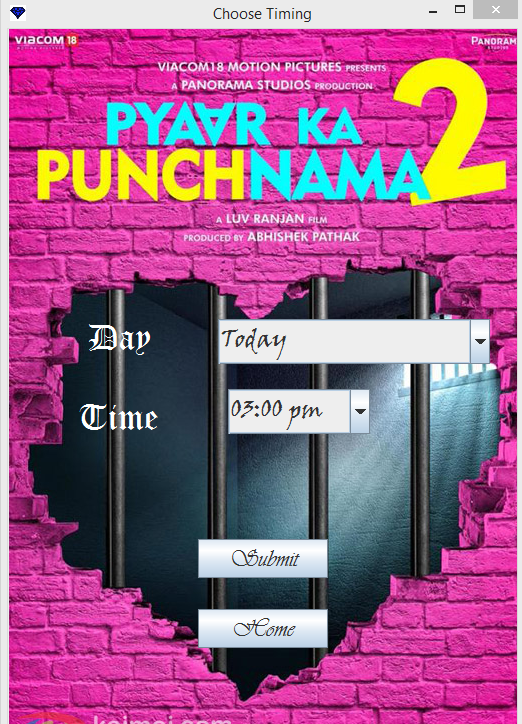 Choose Timing
VIACOM 18
PANORAM
STUDIOS
VIACOM18 MOTION PICTURES PRESENTS
A PANORAMA STUDIOS PRODUCTION
PYAAR KA
PUNCHNAMA 2
A LUV RANJAN FILM
PRODUCED BY ABHISHEK PATHAK
Day
Today
Time
03:00 pm
Submit
Home
koimoi.com